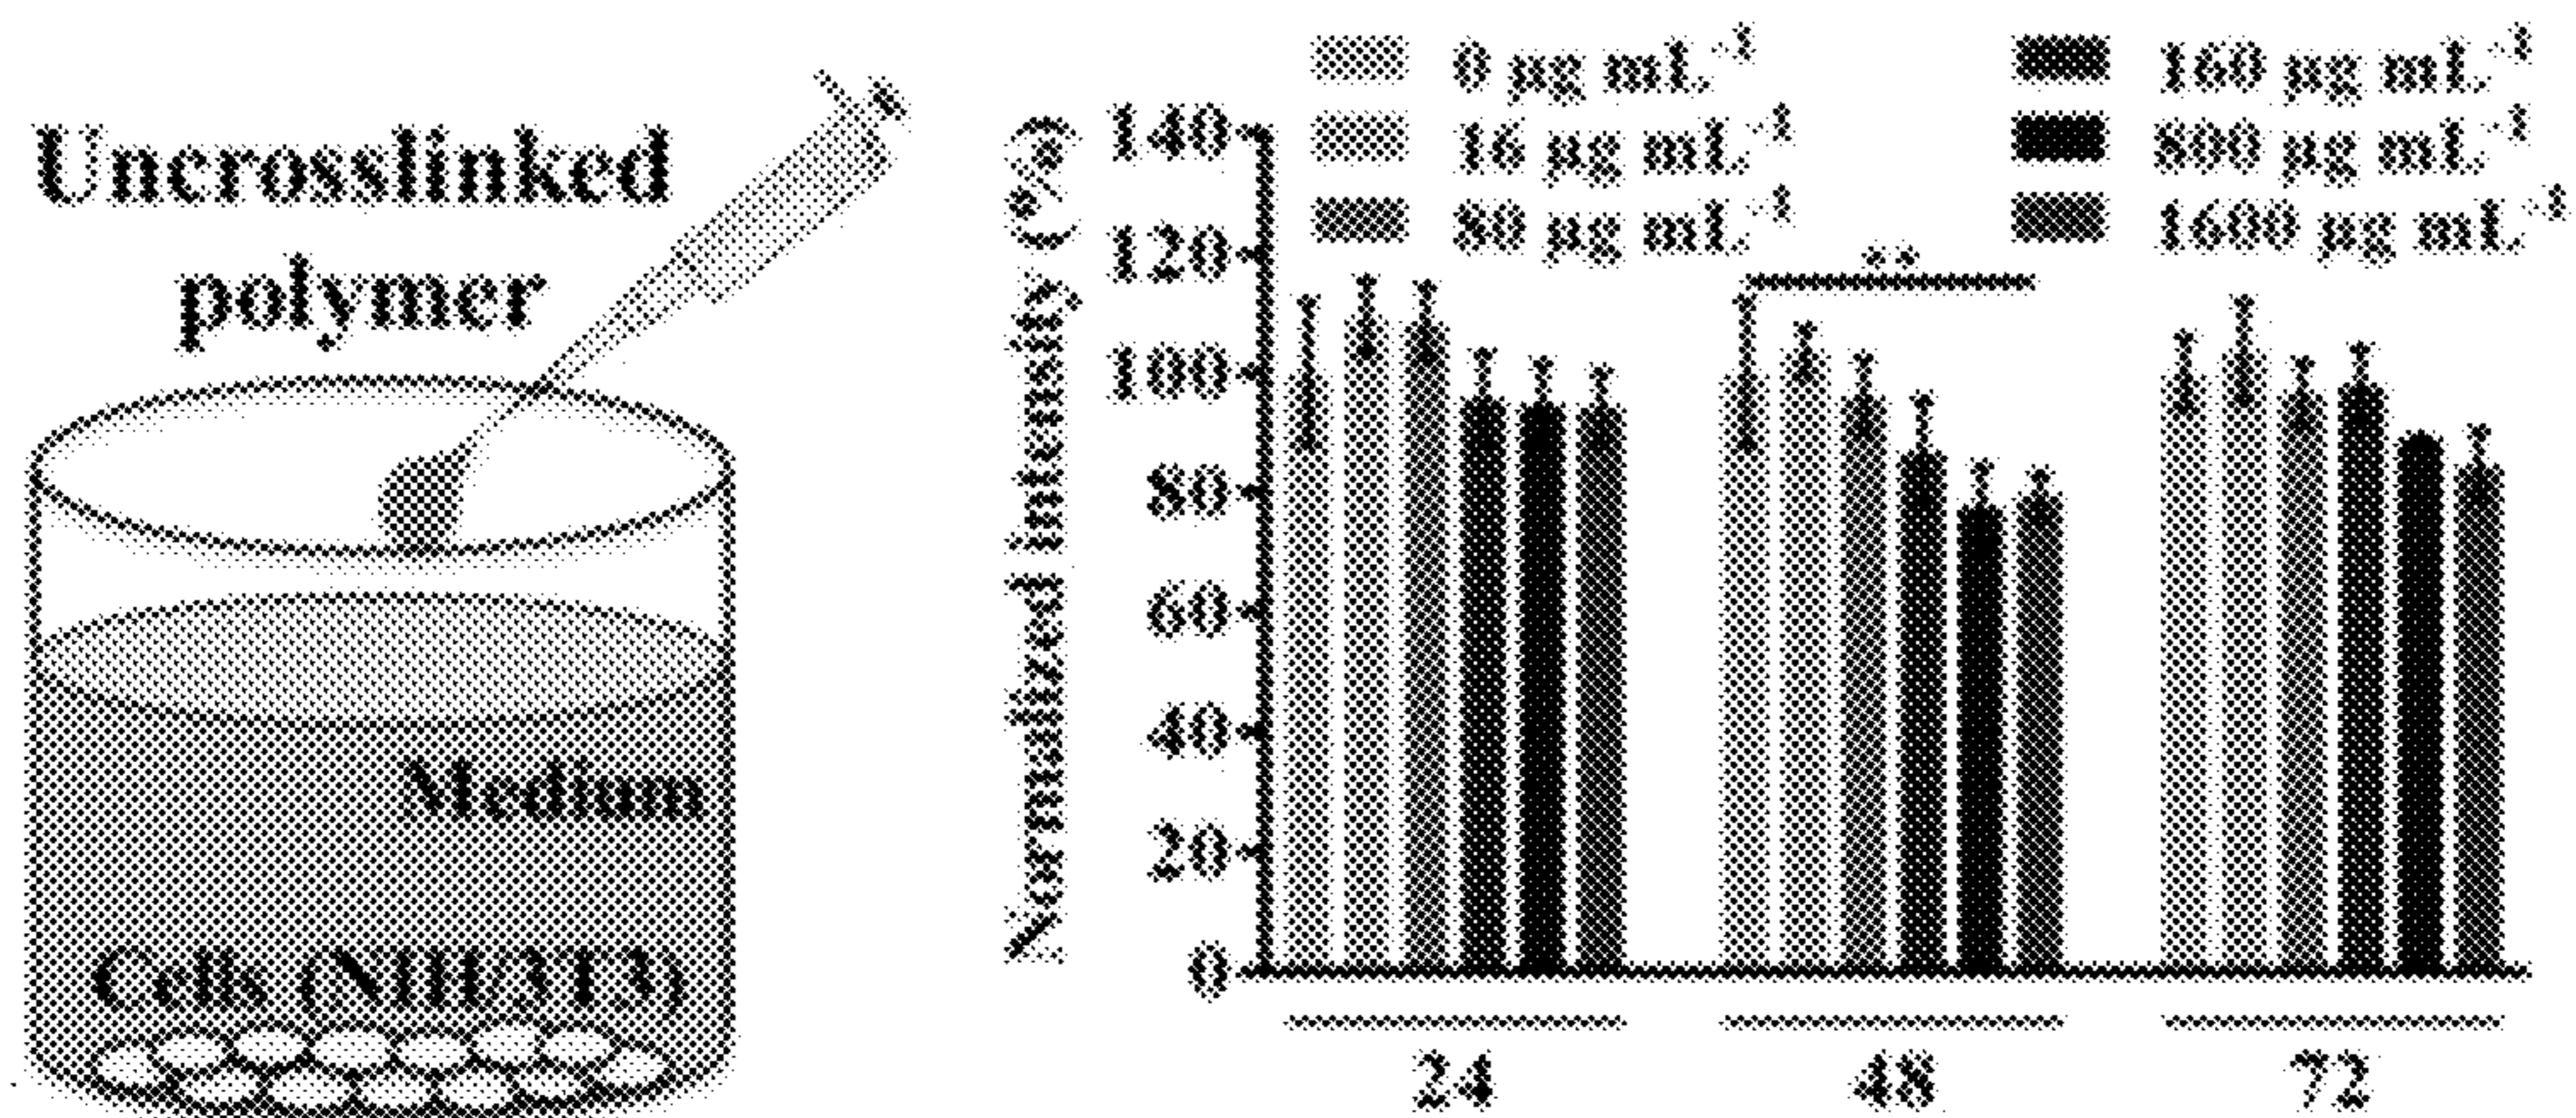 Uncrosslinked
polymer
Medium
Cells (NIH/3T3)
Normalized intensity (%)
140
120
100
80
60
40
20
0
0 µg mL⁻¹
16 µg mL⁻¹
80 µg mL⁻¹
160 µg mL⁻¹
800 µg mL⁻¹
1600 µg mL⁻¹
**
24
48
72